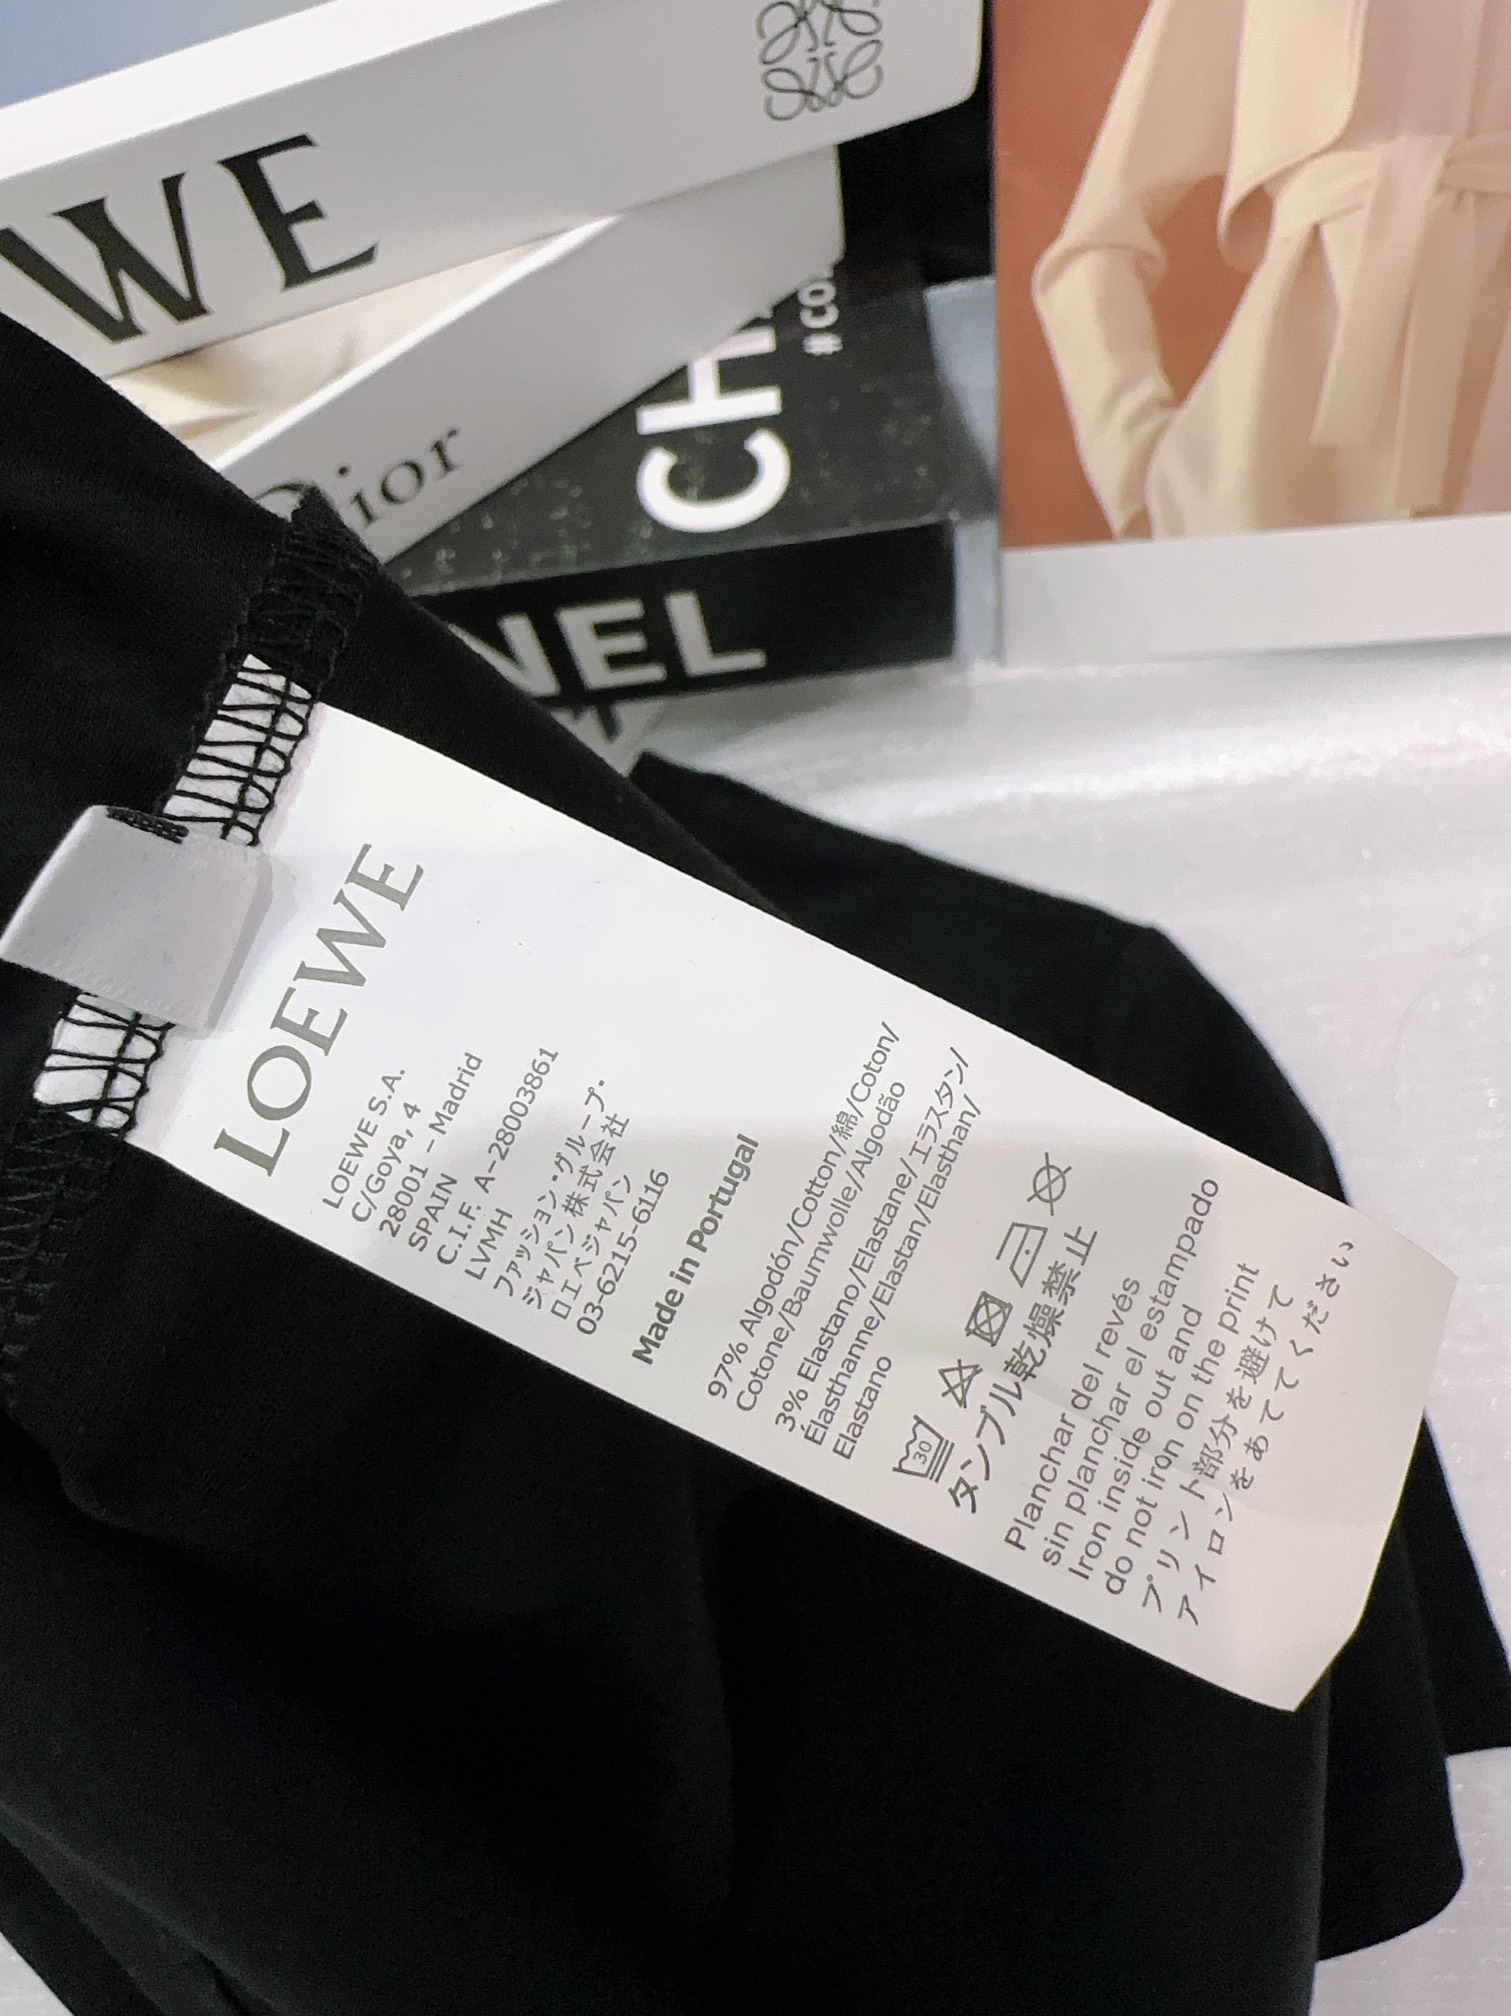 WE
Dior
CH
# CO
NEL
LOEWE
LOEWE S.A.
C/Goya, 4
28001 – Madrid
SPAIN
C.I.F. A-28003861
LVMH
ファッション・グループ・
ジャパン株式会社
ロエベジャパン
03-6215-6116
Made in Portugal
97% Algodón/Cotton/綿/Coton/
Cotone/Baumwolle/Algodão
3% Elastano/Elastane/エラスタン/
Élasthanne/Elastan/Elasthan/
Elastano
30
タンブル乾燥禁止
Planchar del revés
sin planchar el estampado
Iron inside out and
do not iron on the print
プリント部分を避けて
アイロンをあててください